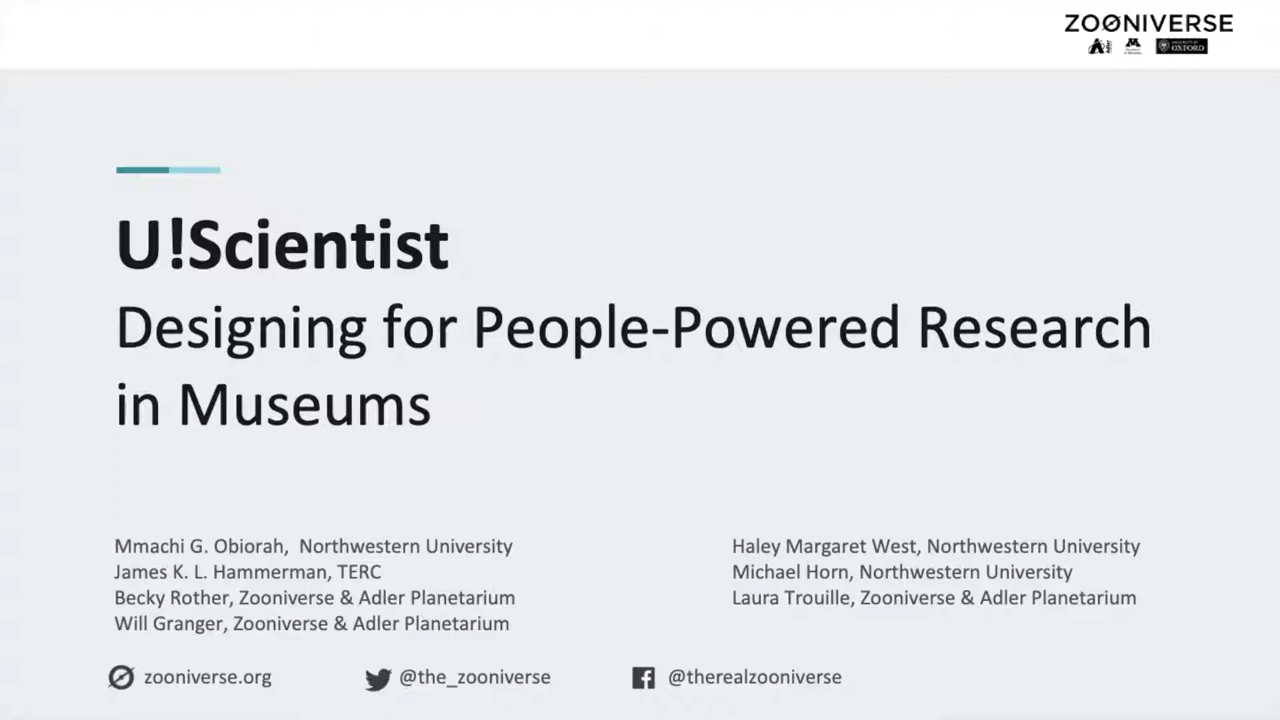 ZOØNIVERSE
OXFORD
U!Scientist
Designing for People-Powered Research
in Museums
Mmachi G. Obiorah, Northwestern University
James K. L. Hammerman, TERC
Becky Rother, Zooniverse & Adler Planetarium
Will Granger, Zooniverse & Adler Planetarium
Haley Margaret West, Northwestern University
Michael Horn, Northwestern University
Laura Trouille, Zooniverse & Adler Planetarium
zooniverse.org
@the_zooniverse
@therealzooniverse